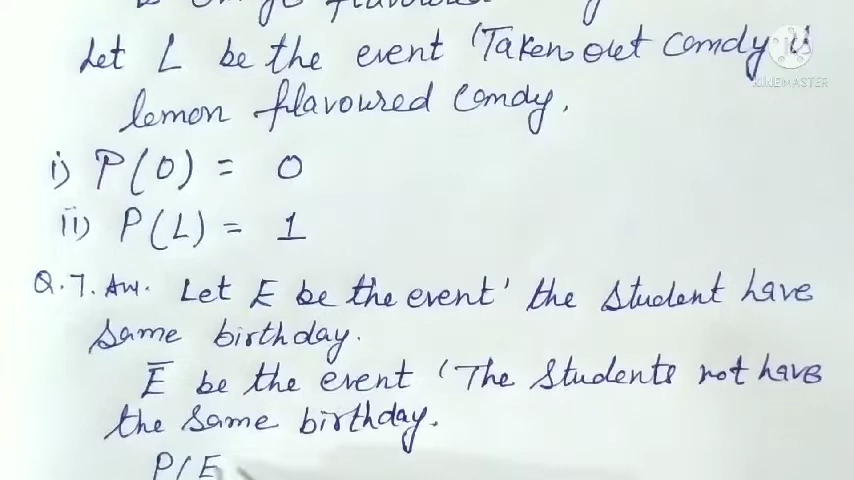 Let L be the event 'Taken out candy is
KINEMASTER
lemon flavoured candy.
i) P(O) = 0
ii) P(L) = 1
Q.7. Ans. Let E be the event ' the student have
same birthday.
E̅ be the event ( The students not have
the same birthday.
P(E